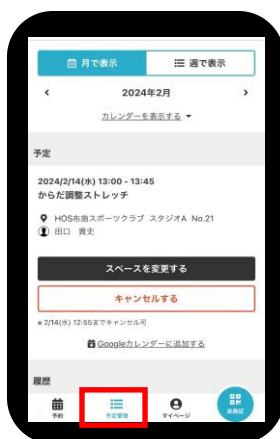 月で表示 週で表示
2024年2月
カレンダーを表示する
予定
2024/2/14(水) 13:00 - 13:45
からだ調整ストレッチ
HOS布施スポーツクラブ スタジオA No.21
田口 貴史
スペースを変更する
キャンセルする
※ 2/14(水) 12:55までキャンセル可
Googleカレンダーに追加する
履歴
予約 予定管理 マイページ 会員証